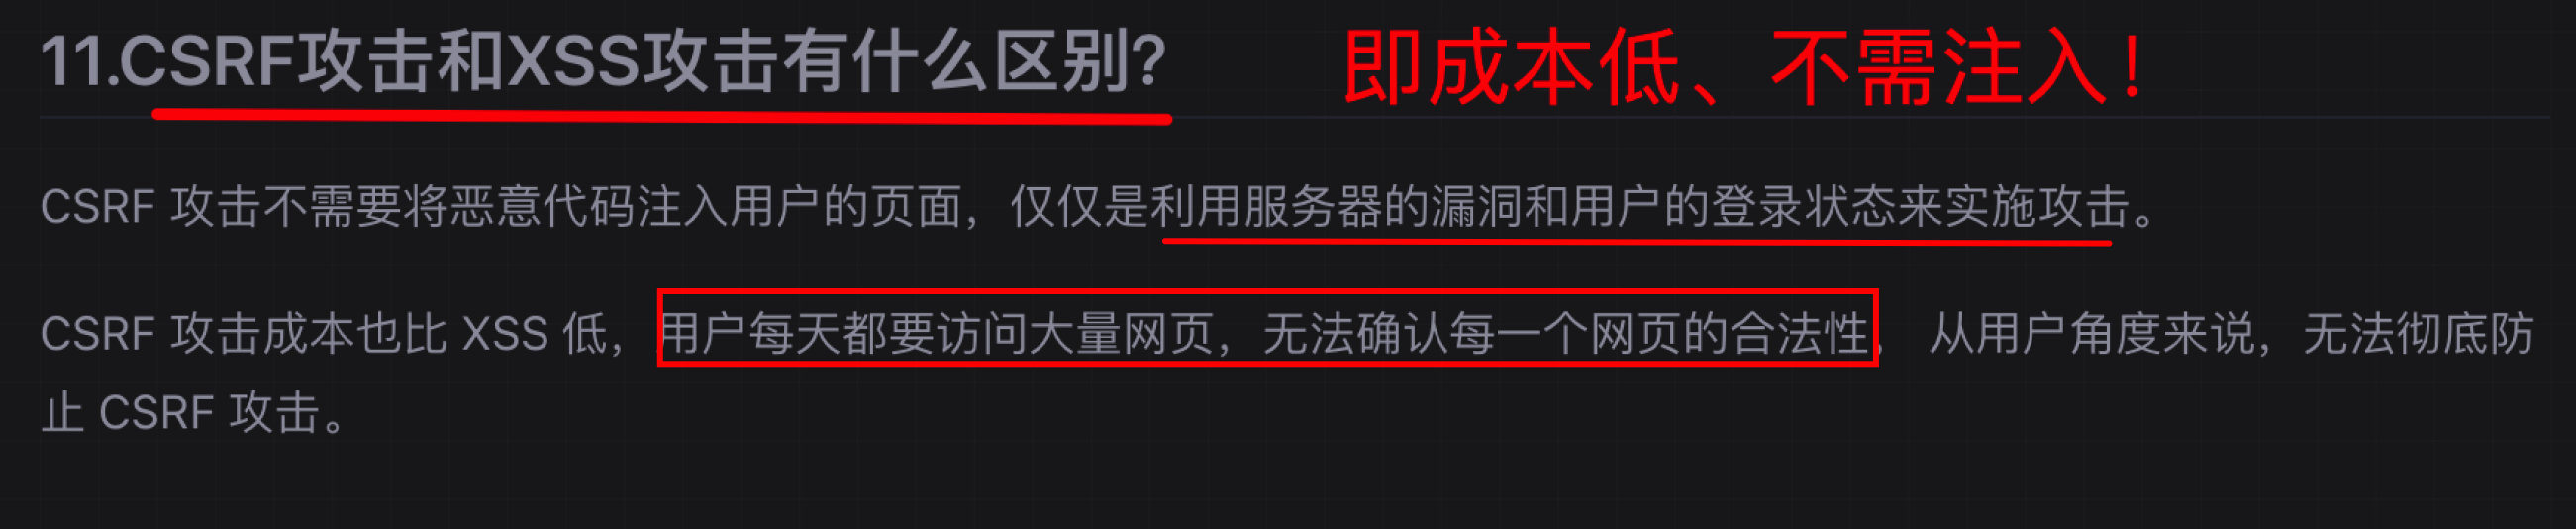 11.CSRF攻击和XSS攻击有什么区别?
即成本低、不需注入！
CSRF 攻击不需要将恶意代码注入用户的页面，仅仅是利用服务器的漏洞和用户的登录状态来实施攻击。
CSRF 攻击成本也比 XSS 低，用户每天都要访问大量网页，无法确认每一个网页的合法性， 从用户角度来说，无法彻底防
止 CSRF 攻击。